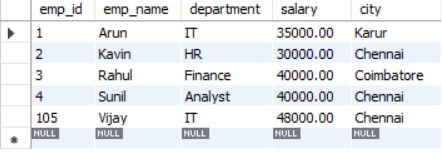 emp_id emp_name department salary city
1 Arun IT 35000.00 Karur
2 Kavin HR 30000.00 Chennai
3 Rahul Finance 40000.00 Coimbatore
4 Sunil Analyst 40000.00 Chennai
105 Vijay IT 48000.00 Chennai
NULL NULL NULL NULL NULL